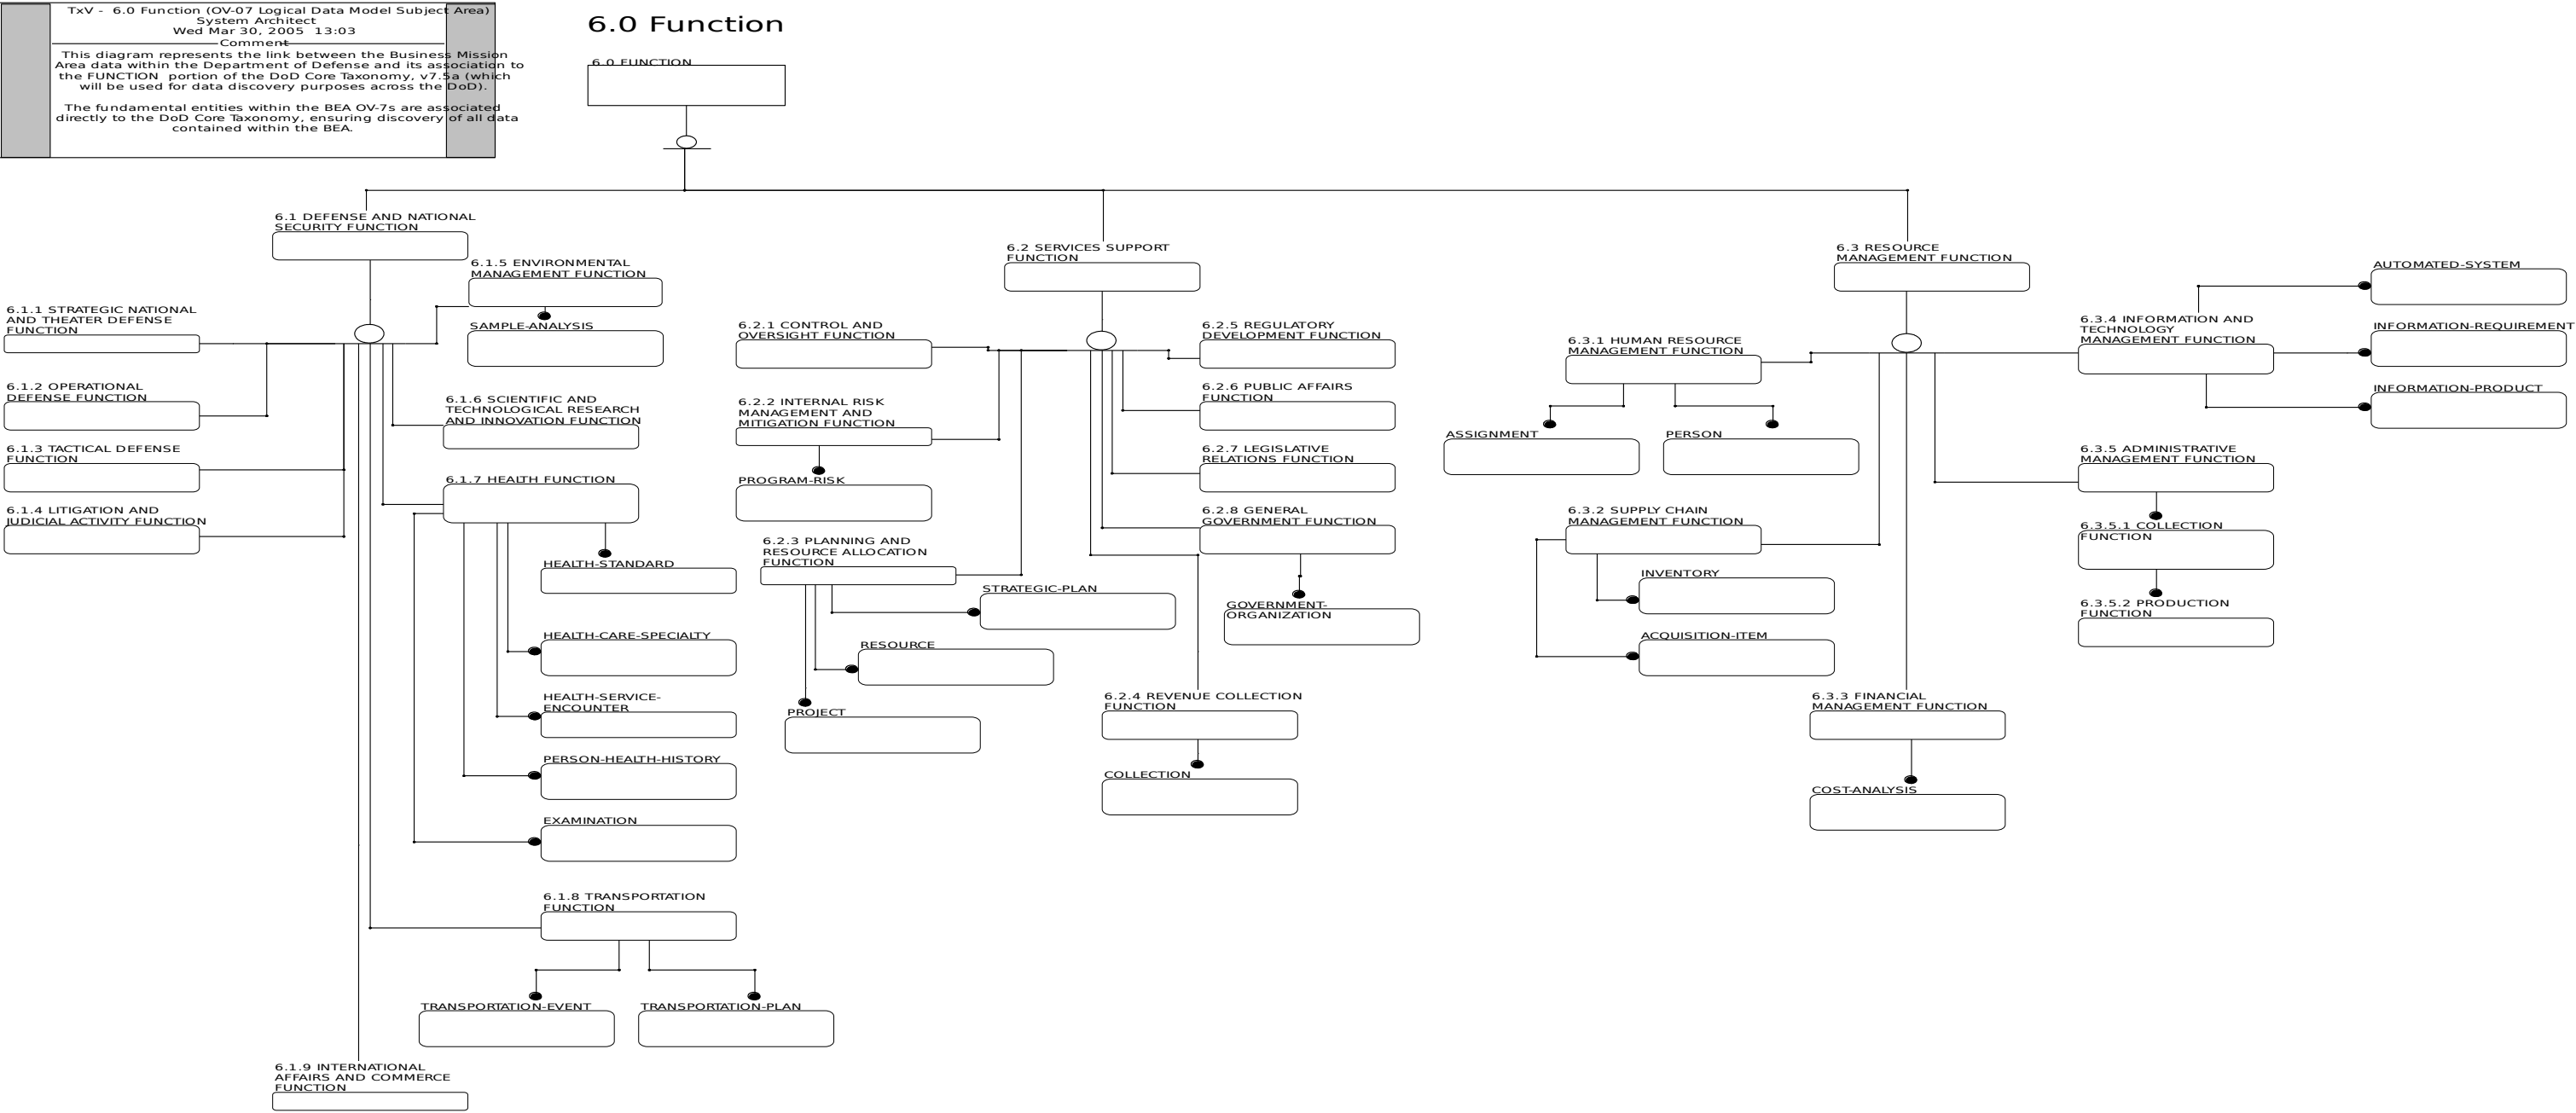 TxV -  6.0 Function (OV-07 Logical Data Model Subject Area)
System Architect
Wed Mar 30, 2005  13:03
Comment
This diagram represents the link between the Business Mission
Area data within the Department of Defense and its association to
the FUNCTION  portion of the DoD Core Taxonomy, v7.5a (which
will be used for data discovery purposes across the DoD).
The fundamental entities within the BEA OV-7s are associated
directly to the DoD Core Taxonomy, ensuring discovery of all data
contained within the BEA.
6.0 Function
6.0 FUNCTION
6.1 DEFENSE AND NATIONAL
SECURITY FUNCTION
6.1.1 STRATEGIC NATIONAL
AND THEATER DEFENSE
FUNCTION
6.1.2 OPERATIONAL
DEFENSE FUNCTION
6.1.3 TACTICAL DEFENSE
FUNCTION
6.1.4 LITIGATION AND
JUDICIAL ACTIVITY FUNCTION
6.1.5 ENVIRONMENTAL
MANAGEMENT FUNCTION
SAMPLE-ANALYSIS
6.1.6 SCIENTIFIC AND
TECHNOLOGICAL RESEARCH
AND INNOVATION FUNCTION
6.1.7 HEALTH FUNCTION
HEALTH-STANDARD
HEALTH-CARE-SPECIALTY
HEALTH-SERVICE-
ENCOUNTER
PERSON-HEALTH-HISTORY
EXAMINATION
6.1.8 TRANSPORTATION
FUNCTION
TRANSPORTATION-EVENT
TRANSPORTATION-PLAN
6.1.9 INTERNATIONAL
AFFAIRS AND COMMERCE
FUNCTION
6.2 SERVICES SUPPORT
FUNCTION
6.2.1 CONTROL AND
OVERSIGHT FUNCTION
6.2.2 INTERNAL RISK
MANAGEMENT AND
MITIGATION FUNCTION
PROGRAM-RISK
6.2.3 PLANNING AND
RESOURCE ALLOCATION
FUNCTION
STRATEGIC-PLAN
RESOURCE
PROJECT
6.2.4 REVENUE COLLECTION
FUNCTION
COLLECTION
6.2.5 REGULATORY
DEVELOPMENT FUNCTION
6.2.6 PUBLIC AFFAIRS
FUNCTION
6.2.7 LEGISLATIVE
RELATIONS FUNCTION
6.2.8 GENERAL
GOVERNMENT FUNCTION
GOVERNMENT-
ORGANIZATION
6.3 RESOURCE
MANAGEMENT FUNCTION
6.3.1 HUMAN RESOURCE
MANAGEMENT FUNCTION
ASSIGNMENT
PERSON
6.3.2 SUPPLY CHAIN
MANAGEMENT FUNCTION
INVENTORY
ACQUISITION-ITEM
6.3.3 FINANCIAL
MANAGEMENT FUNCTION
COST-ANALYSIS
6.3.4 INFORMATION AND
TECHNOLOGY
MANAGEMENT FUNCTION
AUTOMATED-SYSTEM
INFORMATION-REQUIREMENT
INFORMATION-PRODUCT
6.3.5 ADMINISTRATIVE
MANAGEMENT FUNCTION
6.3.5.1 COLLECTION
FUNCTION
6.3.5.2 PRODUCTION
FUNCTION